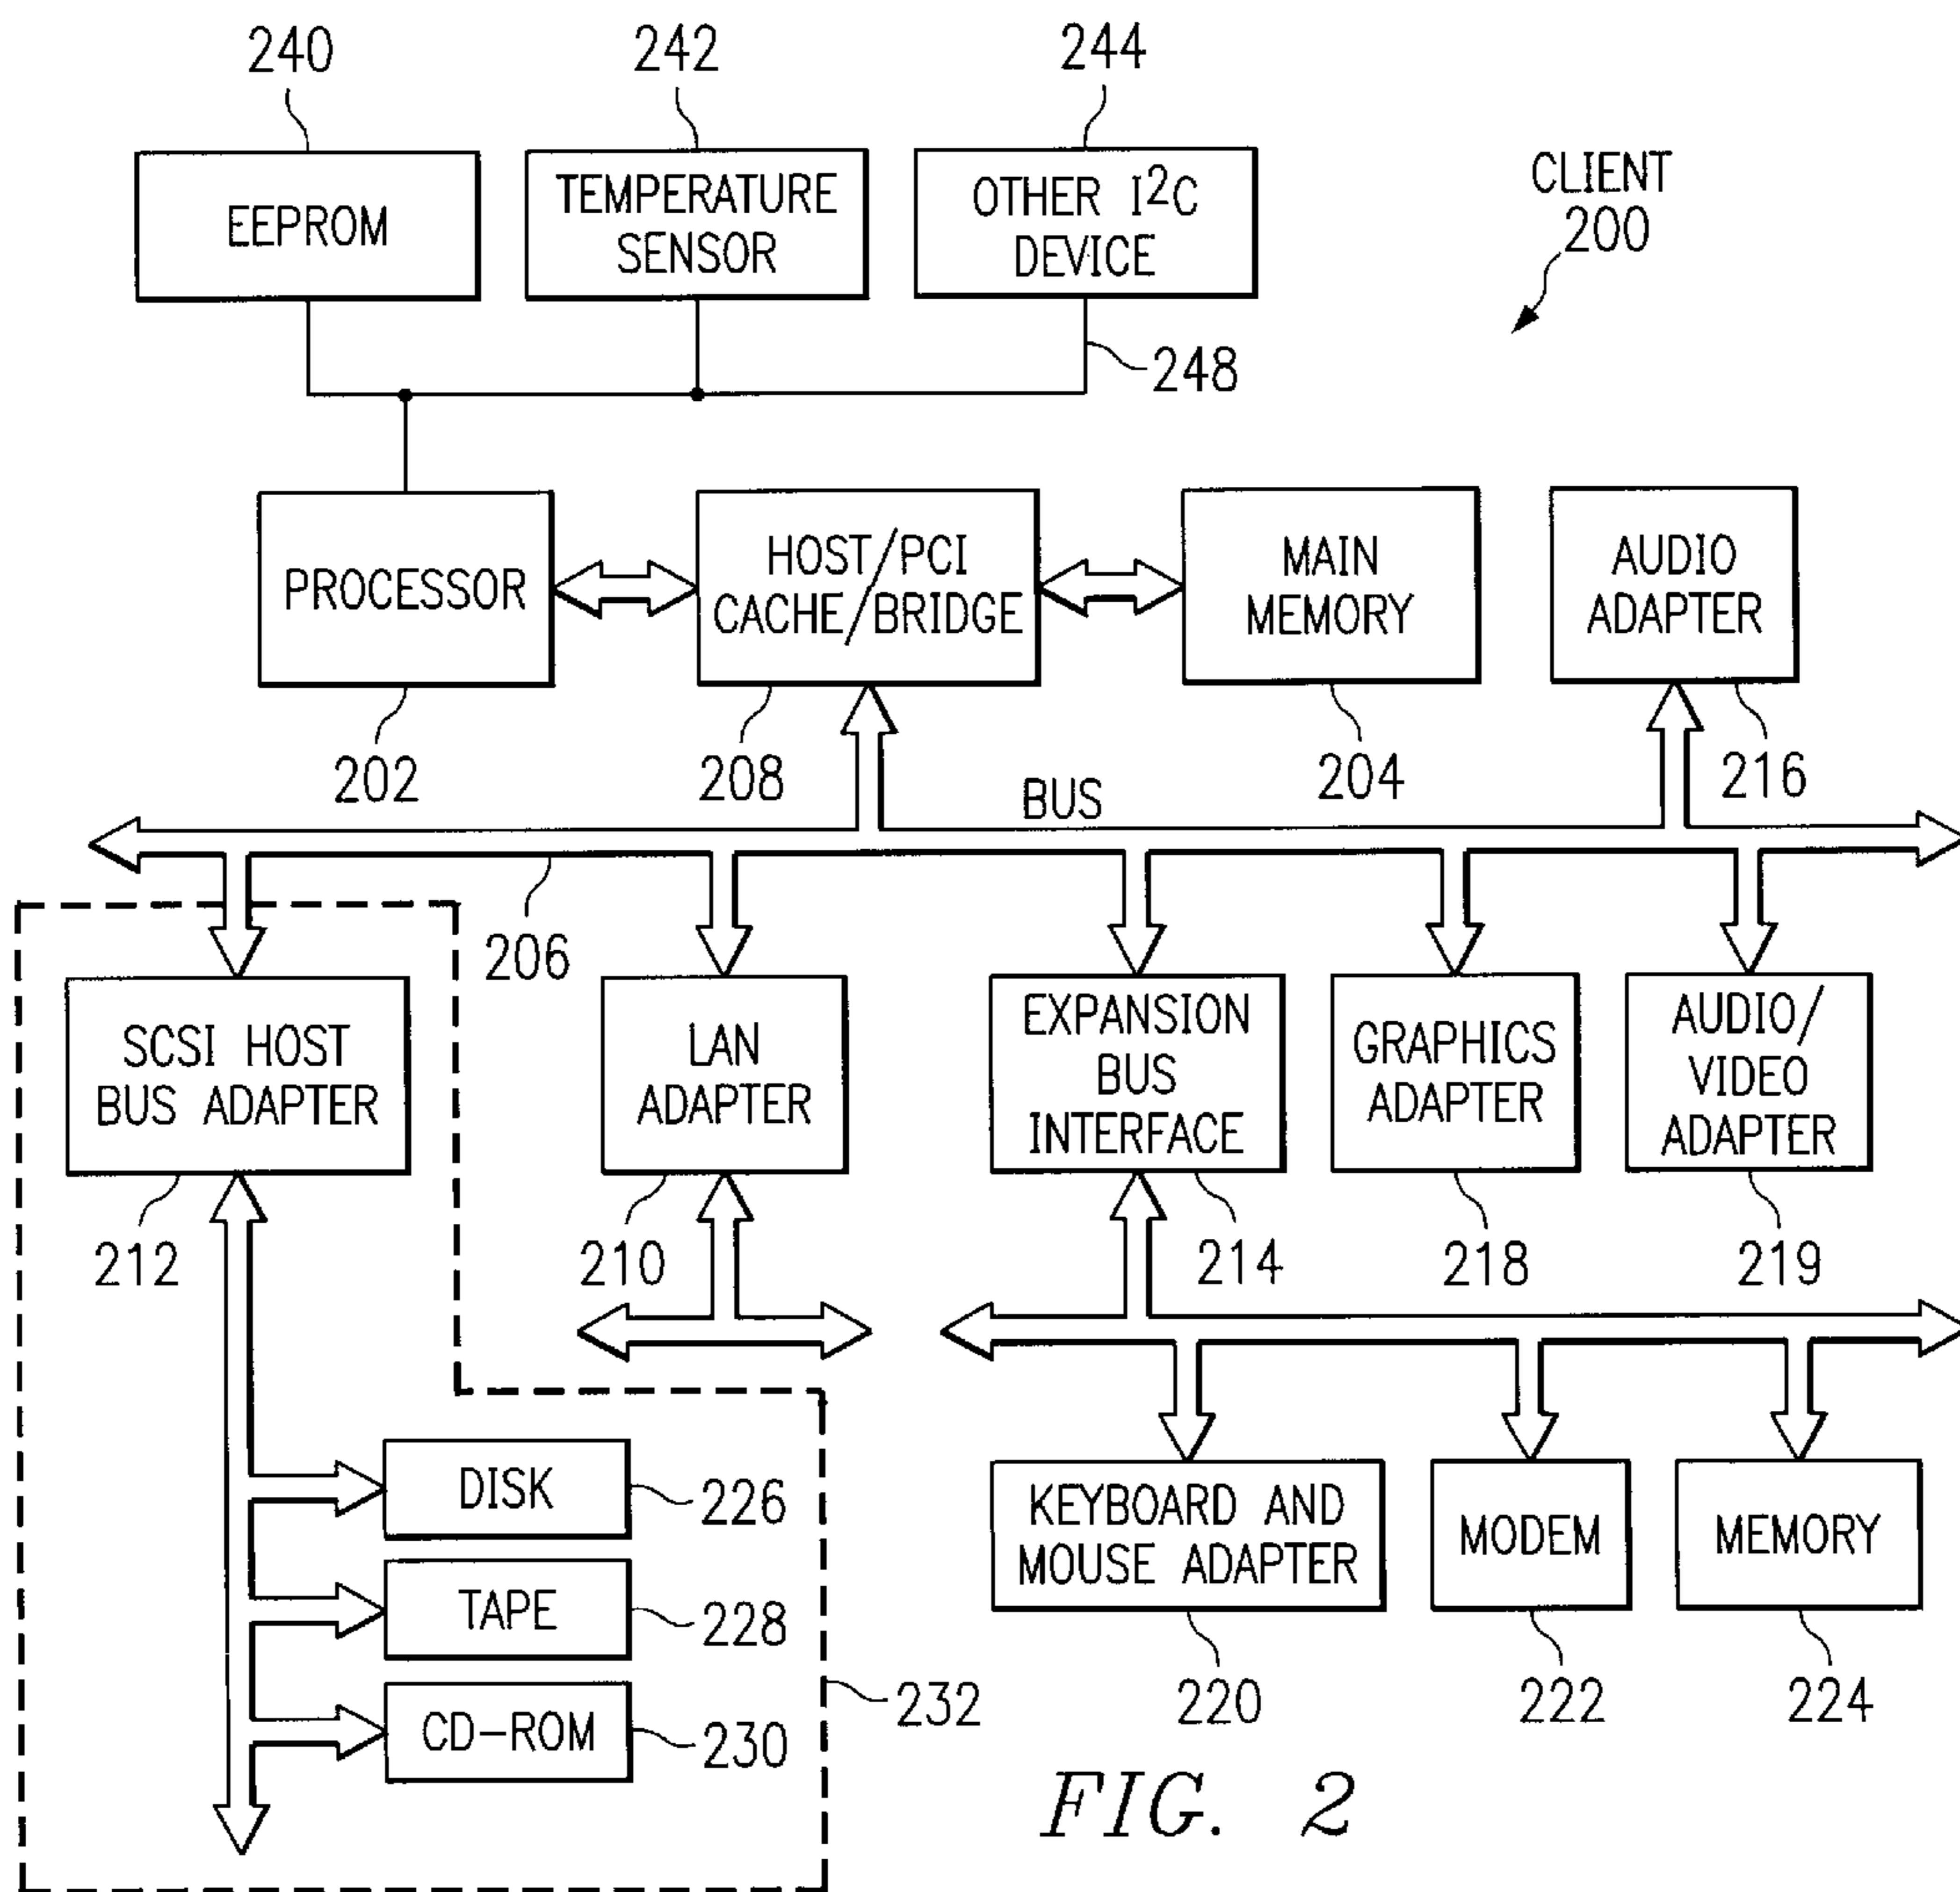 240
242
244
EEPROM
TEMPERATURE
SENSOR
OTHER I²C
DEVICE
CLIENT
200
248
PROCESSOR
HOST/PCI
CACHE/BRIDGE
MAIN
MEMORY
AUDIO
ADAPTER
202
208
204
216
BUS
206
SCSI HOST
BUS ADAPTER
LAN
ADAPTER
EXPANSION
BUS
INTERFACE
GRAPHICS
ADAPTER
AUDIO/
VIDEO
ADAPTER
212
210
214
218
219
DISK
226
TAPE
228
CD-ROM
230
232
KEYBOARD AND
MOUSE ADAPTER
MODEM
MEMORY
220
222
224
FIG. 2